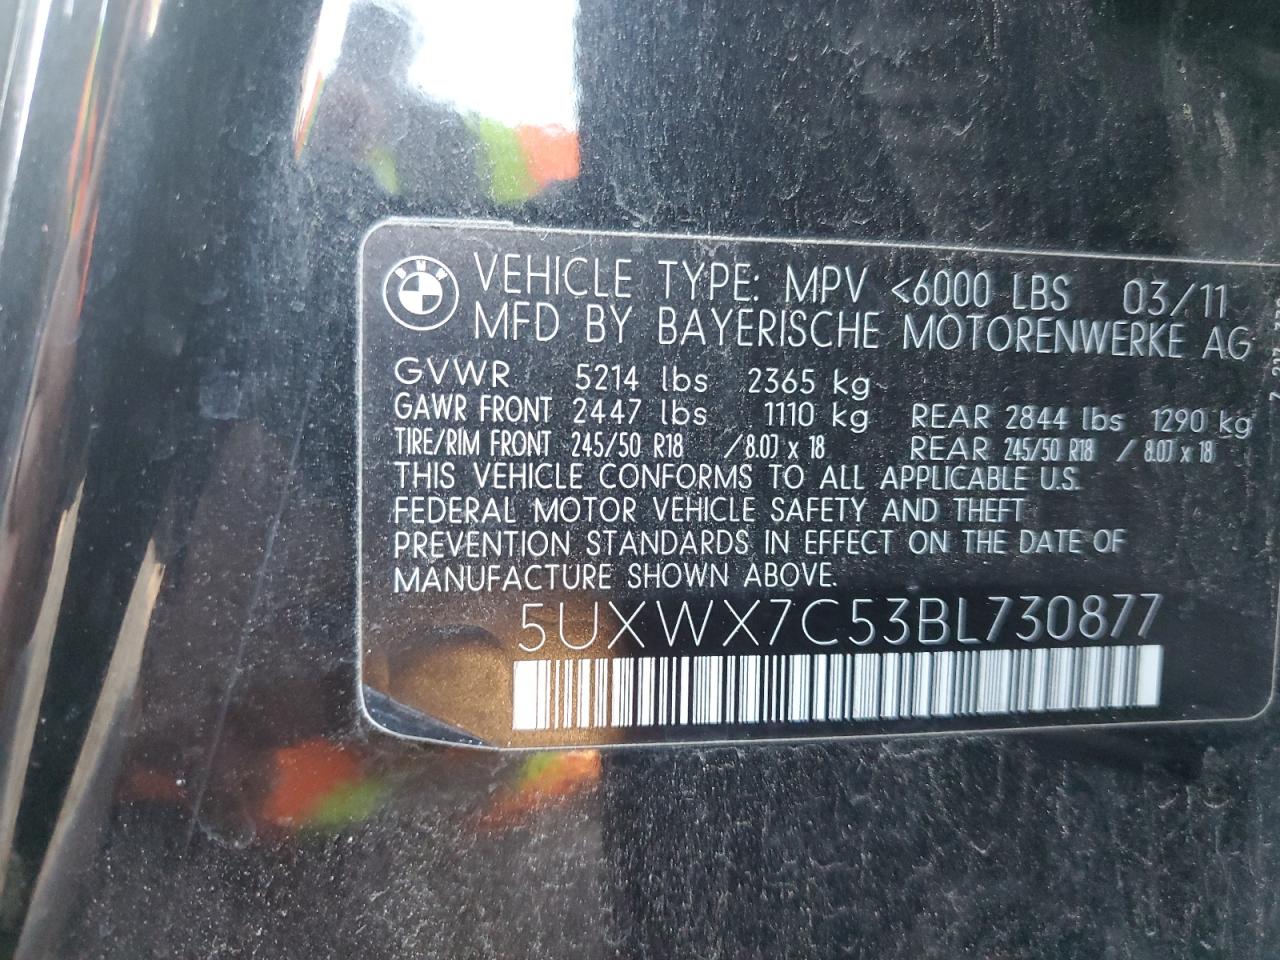 BMW
VEHICLE TYPE: MPV <6000 LBS 03/11
MFD BY BAYERISCHE MOTORENWERKE AG
GVWR 5214 lbs 2365 kg
GAWR FRONT 2447 lbs 1110 kg REAR 2844 lbs 1290 kg
TIRE/RIM FRONT 245/50 R18 /8.0J x 18 REAR 245/50 R18 / 8.0J x 18
THIS VEHICLE CONFORMS TO ALL APPLICABLE U.S.
FEDERAL MOTOR VEHICLE SAFETY AND THEFT
PREVENTION STANDARDS IN EFFECT ON THE DATE OF
MANUFACTURE SHOWN ABOVE.
5UXWX7C53BL730877